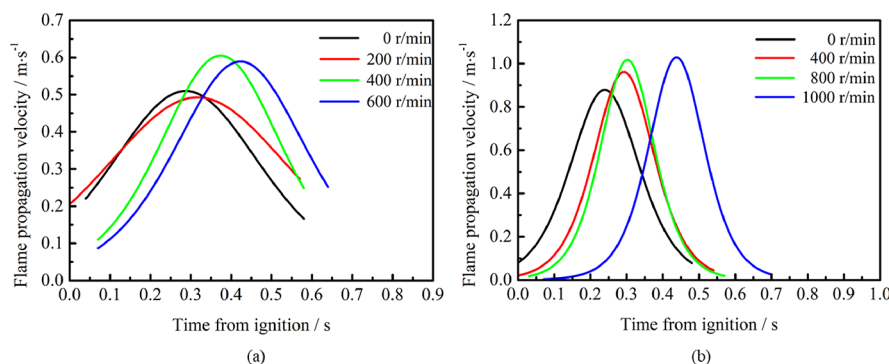 0.7
0.6
0.5
0.4
0.3
0.2
0.1
0.0
Flame propagation velocity / m·s⁻¹
0 r/min
200 r/min
400 r/min
600 r/min
0.0 0.1 0.2 0.3 0.4 0.5 0.6 0.7 0.8 0.9
Time from ignition / s
(a)
1.2
1.0
0.8
0.6
0.4
0.2
0.0
Flame propagation velocity / m·s⁻¹
0 r/min
400 r/min
800 r/min
1000 r/min
0.0 0.1 0.2 0.3 0.4 0.5 0.6 0.7 0.8 0.9 1.0
Time from ignition / s
(b)